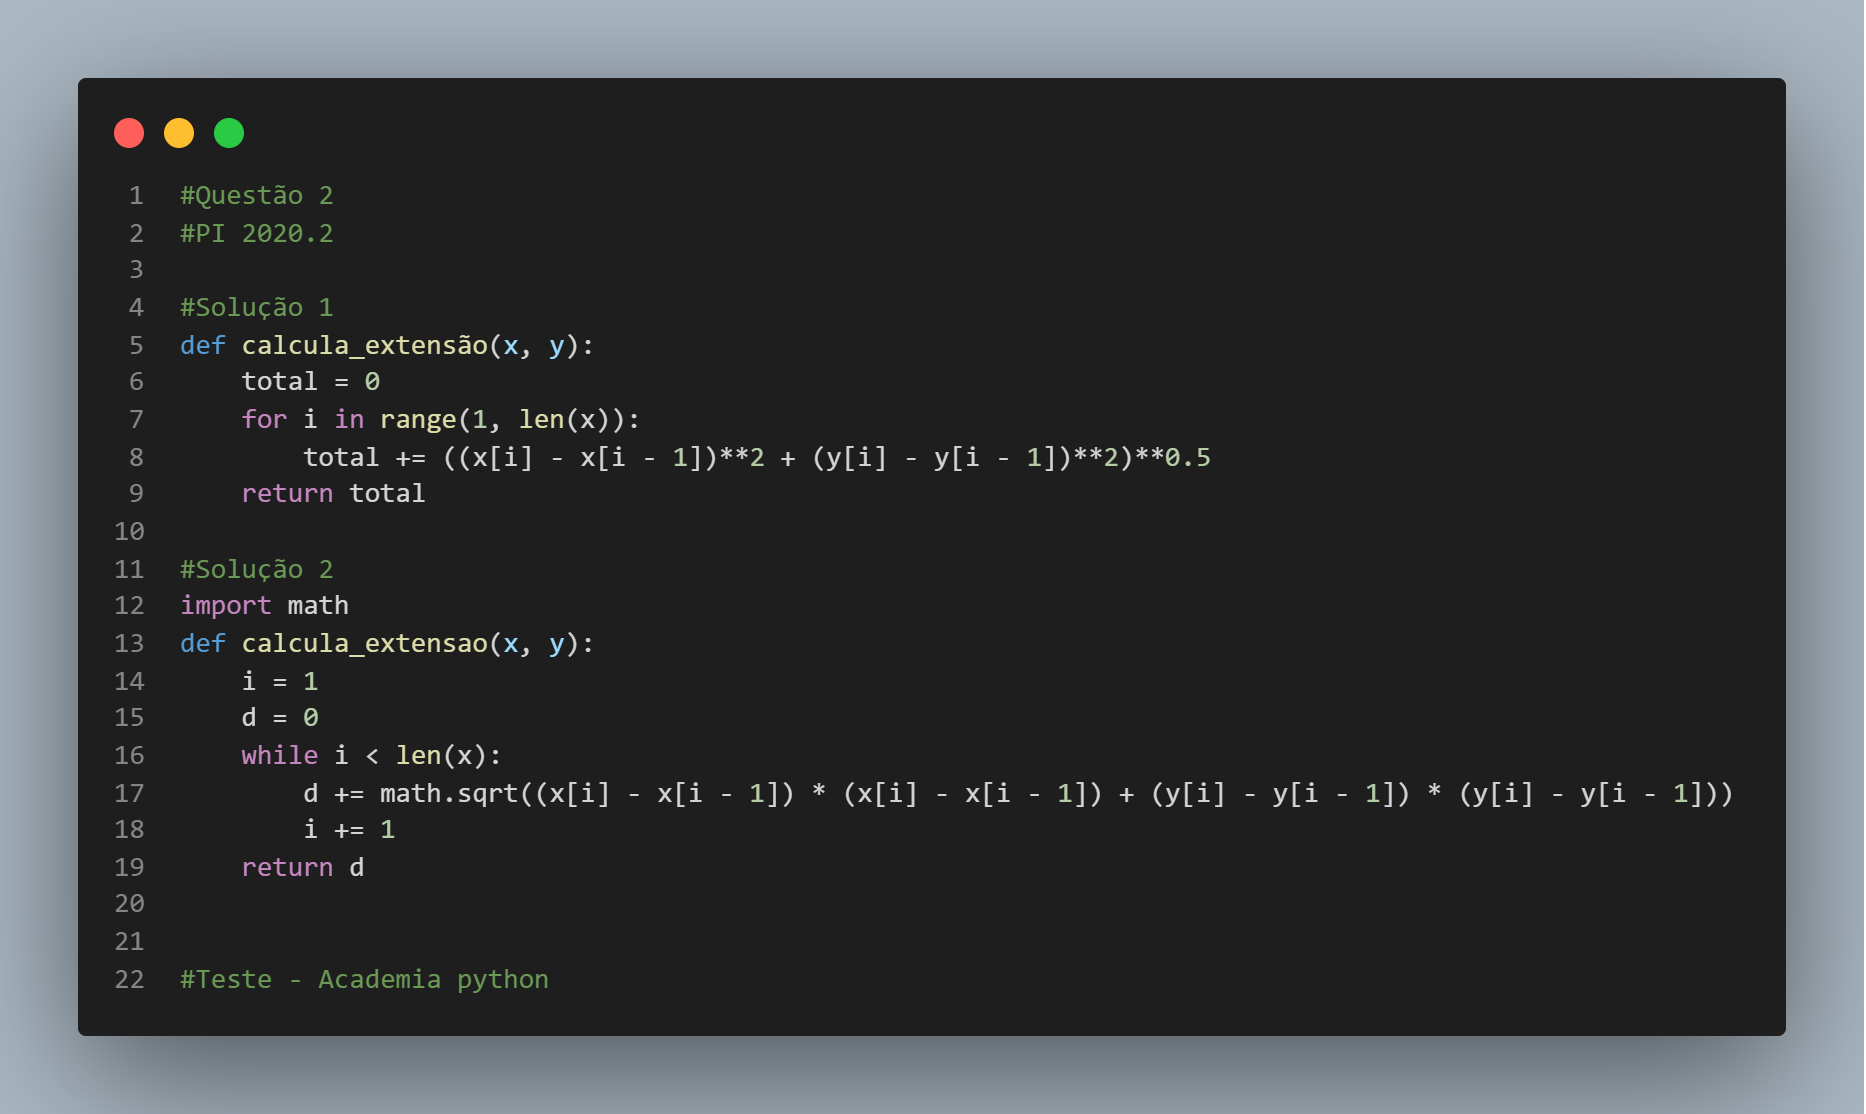 1 #Questão 2
2 #PI 2020.2
3
4 #Solução 1
5 def calcula_extensão(x, y):
6     total = 0
7     for i in range(1, len(x)):
8         total += ((x[i] - x[i - 1])**2 + (y[i] - y[i - 1])**2)**0.5
9     return total
10
11 #Solução 2
12 import math
13 def calcula_extensao(x, y):
14     i = 1
15     d = 0
16     while i < len(x):
17         d += math.sqrt((x[i] - x[i - 1]) * (x[i] - x[i - 1]) + (y[i] - y[i - 1]) * (y[i] - y[i - 1]))
18         i += 1
19     return d
20
21
22 #Teste - Academia python